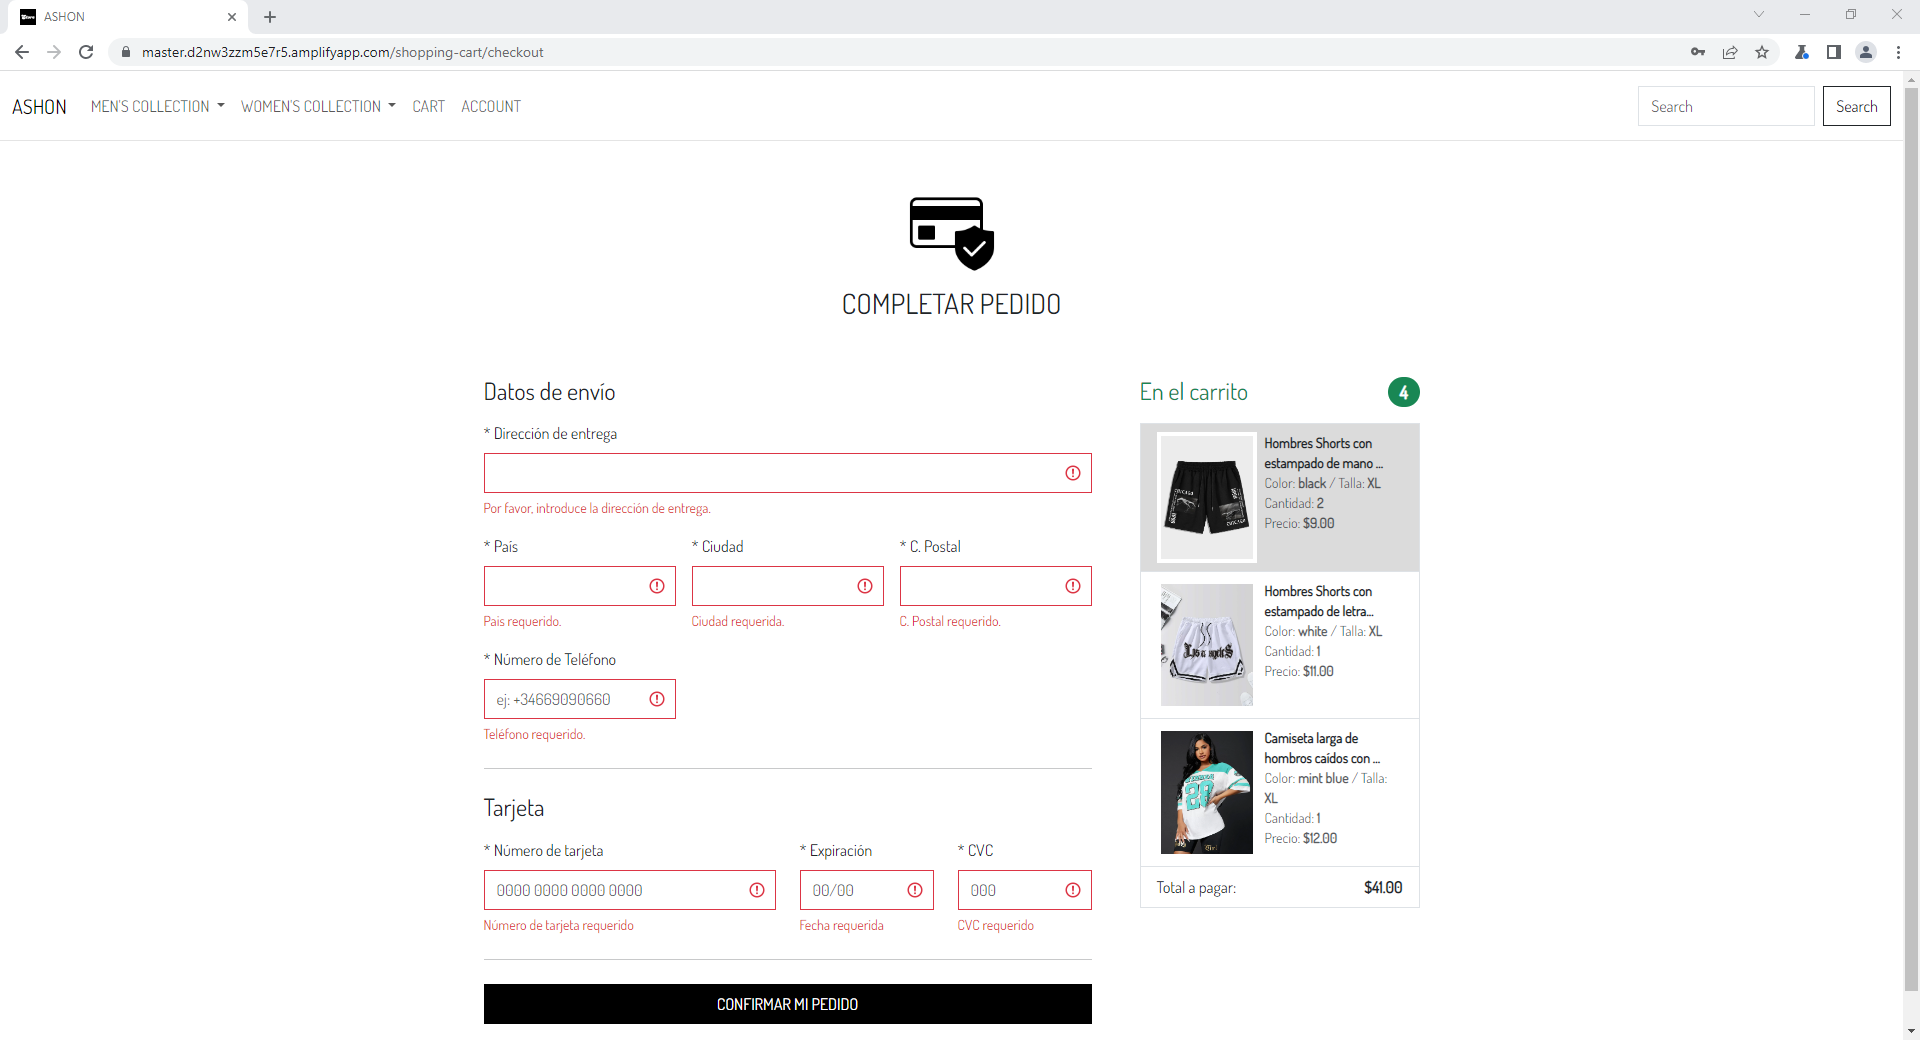 ASHON
master.d2nw3zzm5e7r5.amplifyapp.com/shopping-cart/checkout
ASHON MEN'S COLLECTION WOMEN'S COLLECTION CART ACCOUNT Search Search
COMPLETAR PEDIDO
Datos de envío
* Dirección de entrega
Por favor, introduce la dirección de entrega.
* País * Ciudad * C. Postal
País requerido. Ciudad requerida. C. Postal requerido.
* Número de Teléfono
ej: +34669090660
Teléfono requerido.
Tarjeta
* Número de tarjeta * Expiración * CVC
0000 0000 0000 0000 00/00 000
Número de tarjeta requerido Fecha requerida CVC requerido
CONFIRMAR MI PEDIDO
En el carrito 4
Hombres Shorts con
estampado de mano ...
Color: black / Talla: XL
Cantidad: 2
Precio: $9.00
CHICAGO
CHICAGO
Hombres Shorts con
estampado de letra...
Color: white / Talla: XL
Cantidad: 1
Precio: $11.00
Los angeles
Camiseta larga de
hombros caídos con ...
Color: mint blue / Talla:
XL
Cantidad: 1
Precio: $12.00
28
Total a pagar: $41.00